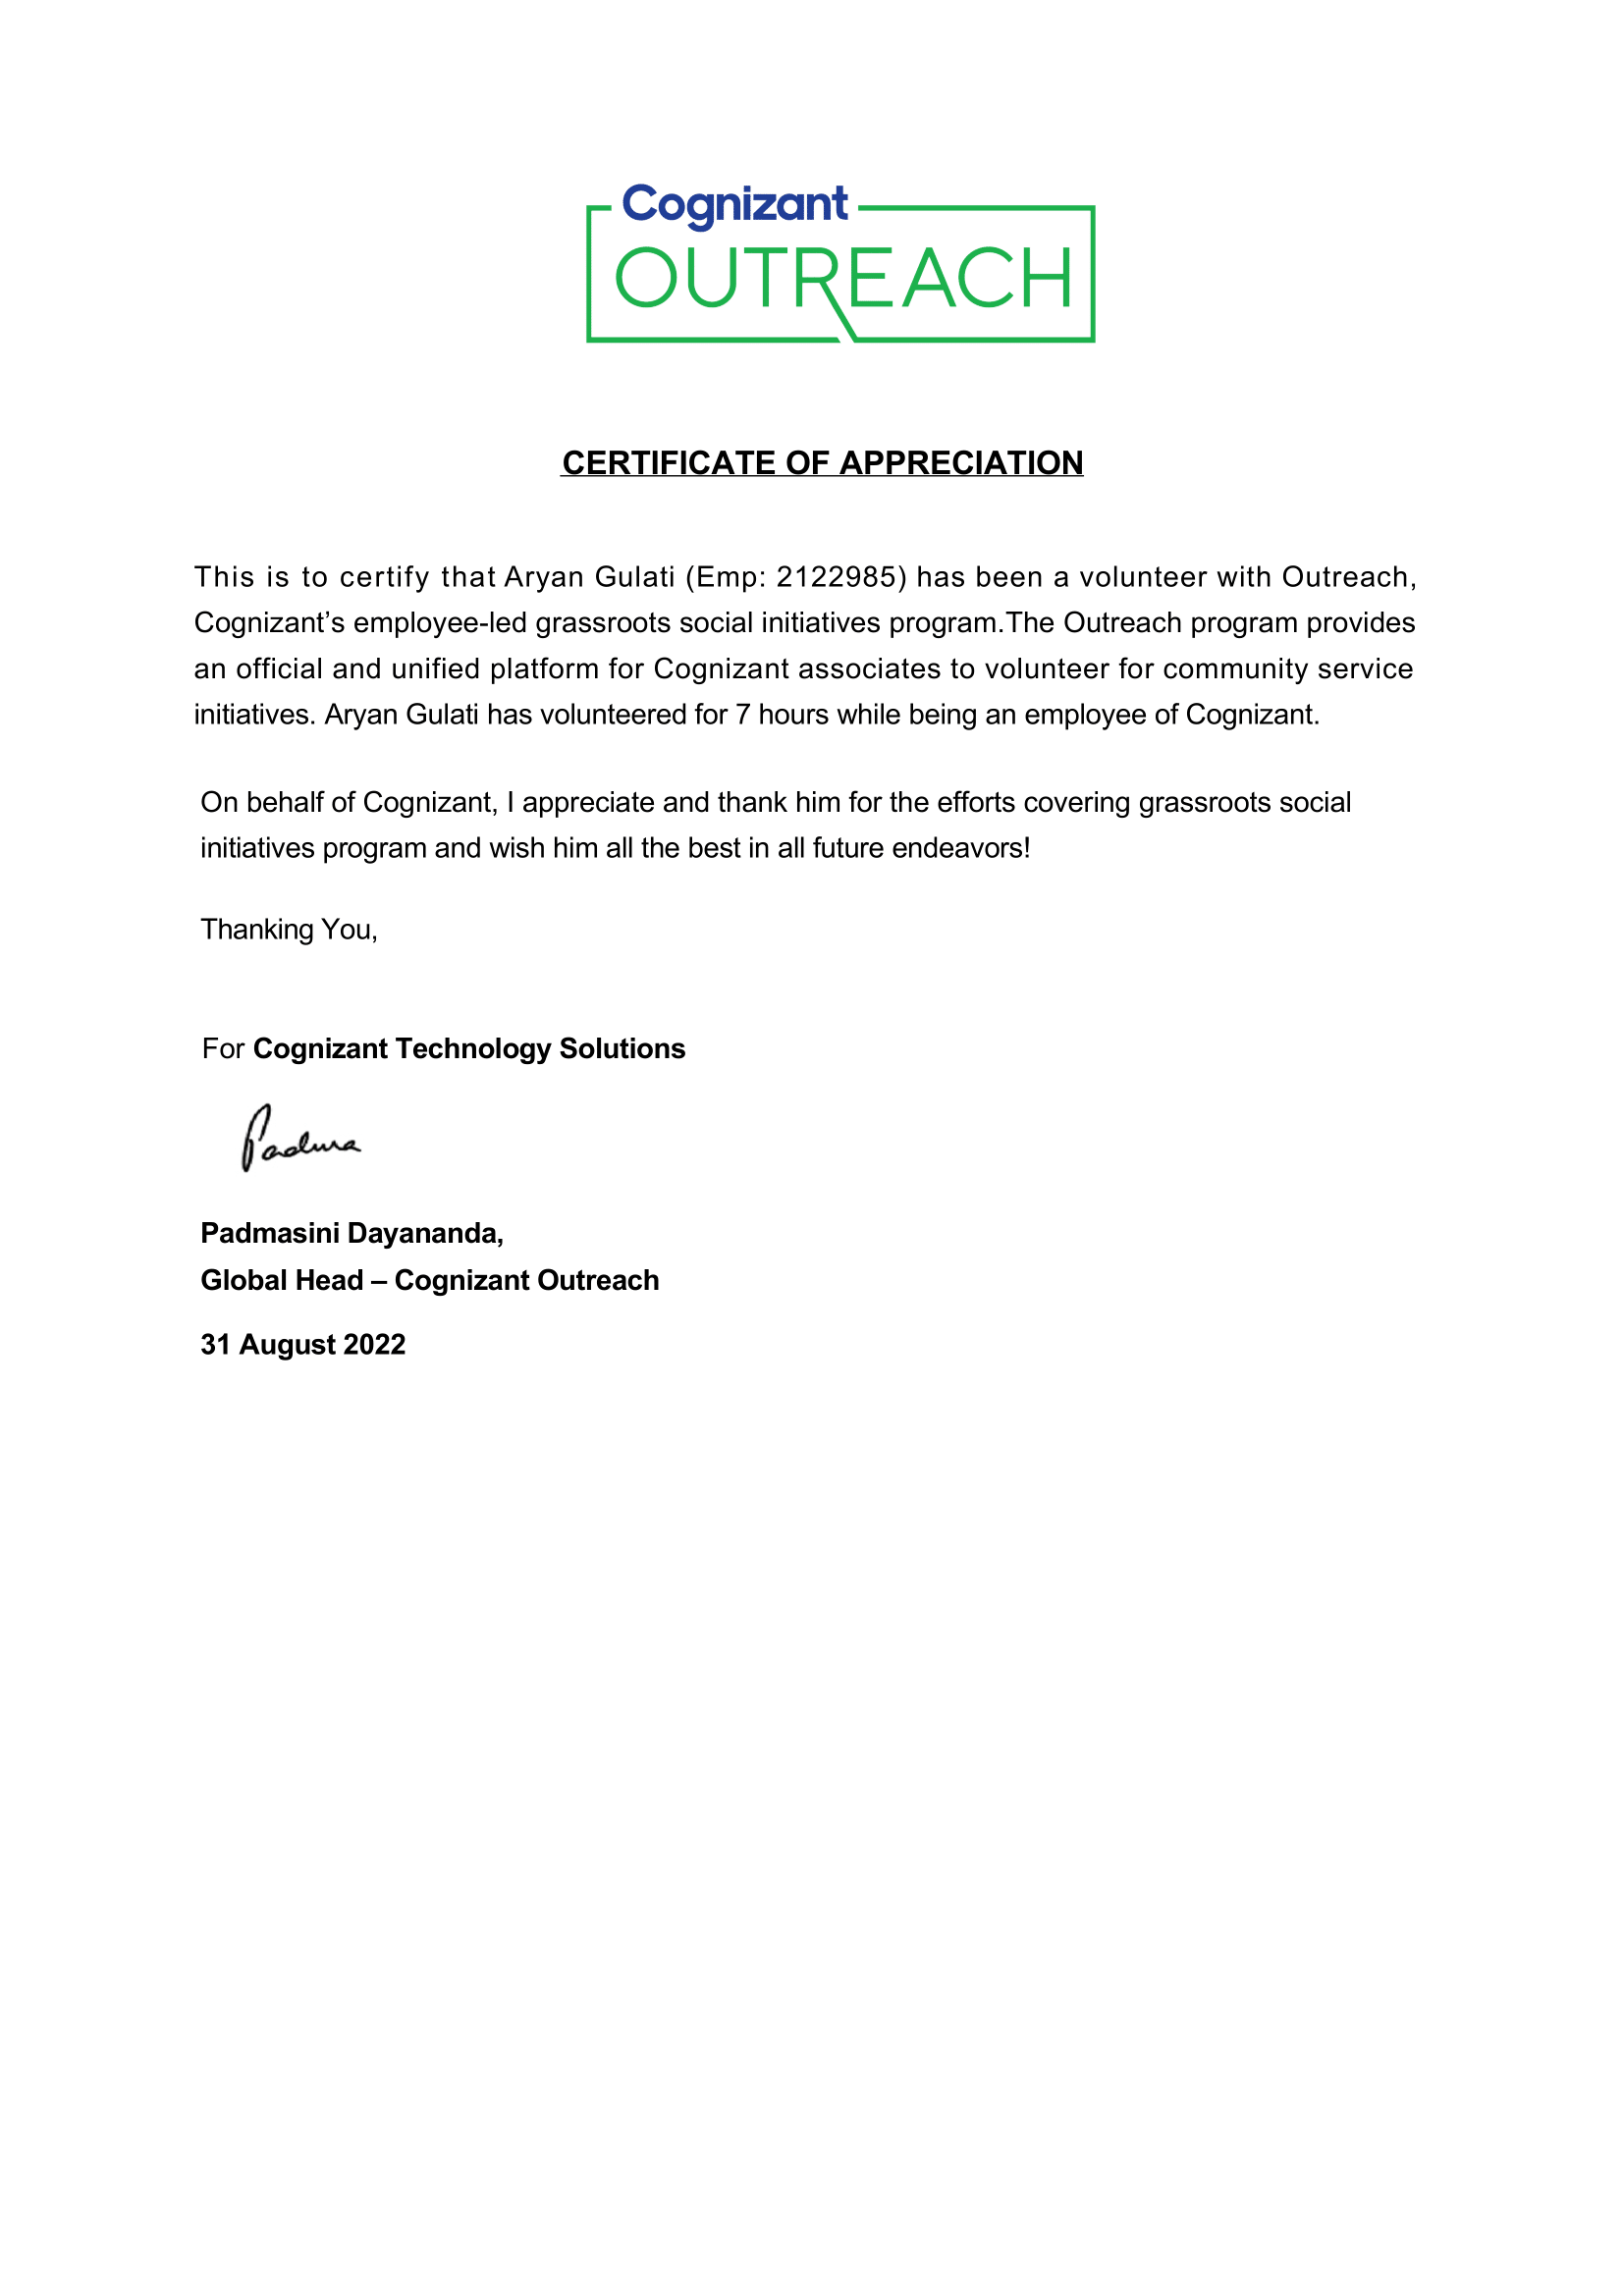 Cognizant
OUTREACH
CERTIFICATE OF APPRECIATION
This is to certify that Aryan Gulati (Emp: 2122985) has been a volunteer with Outreach,
Cognizant’s employee-led grassroots social initiatives program.The Outreach program provides
an official and unified platform for Cognizant associates to volunteer for community service
initiatives. Aryan Gulati has volunteered for 7 hours while being an employee of Cognizant.
On behalf of Cognizant, I appreciate and thank him for the efforts covering grassroots social
initiatives program and wish him all the best in all future endeavors!
Thanking You,
For Cognizant Technology Solutions
Padma
Padmasini Dayananda,
Global Head – Cognizant Outreach
31 August 2022